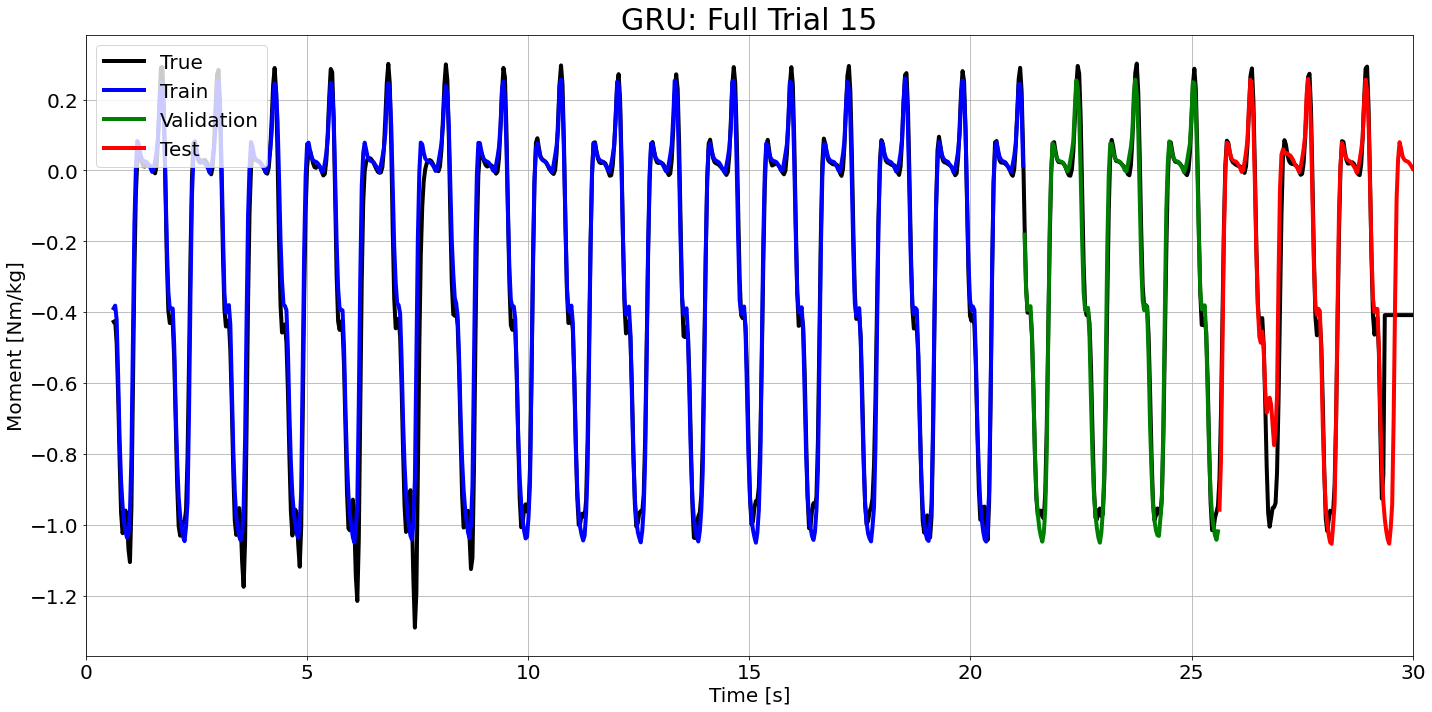 GRU: Full Trial 15
True
Train
Validation
Test
Moment [Nm/kg]
0.2
0.0
−0.2
−0.4
−0.6
−0.8
−1.0
−1.2
0 5 10 15 20 25 30
Time [s]